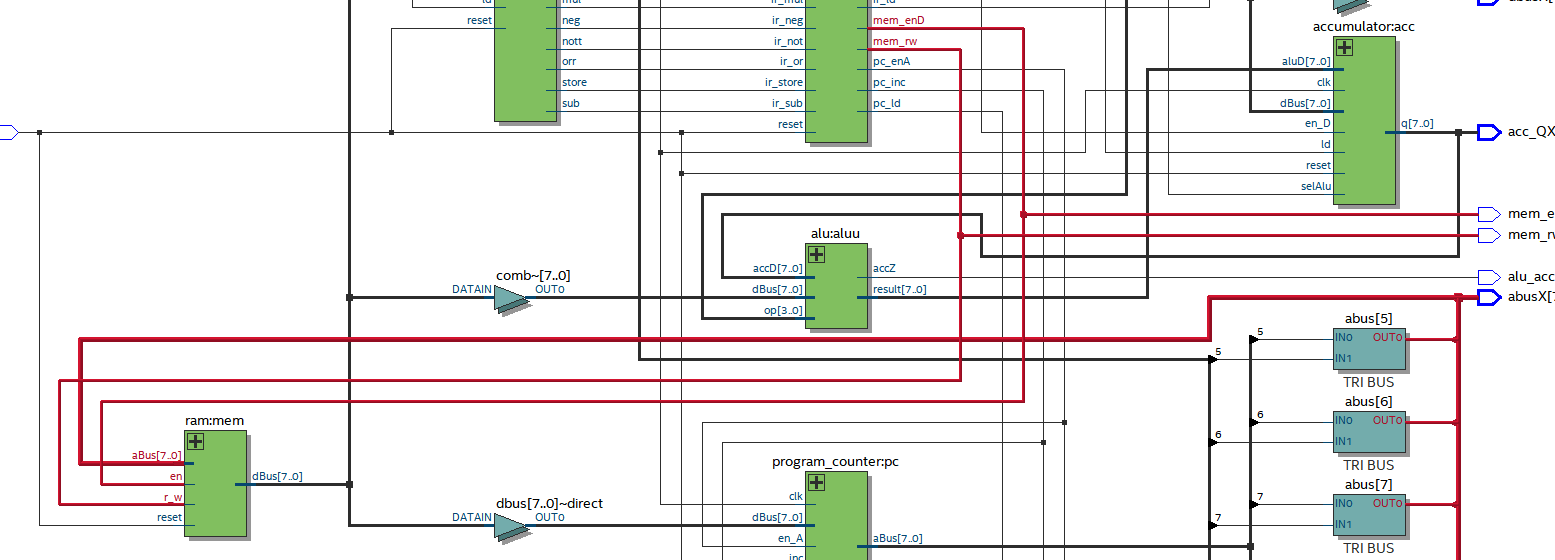 reset
neg
nott
orr
store
sub
ir_neg
ir_not
ir_or
ir_store
ir_sub
reset
mem_enD
mem_rw
pc_enA
pc_inc
pc_ld
accumulator:acc
aluD[7..0]
clk
dBus[7..0]
en_D
ld
reset
selAlu
q[7..0]
acc_QX
mem_e
mem_rv
alu_acc
abusX[7
alu:aluu
accD[7..0]
dBus[7..0]
op[3..0]
accZ
result[7..0]
comb~[7..0]
DATAIN OUT0
abus[5]
5 IN0 OUT0
5 IN1
TRI BUS
abus[6]
6 IN0 OUT0
6 IN1
TRI BUS
abus[7]
7 IN0 OUT0
7 IN1
TRI BUS
ram:mem
aBus[7..0]
en
r_w
reset
dBus[7..0]
dbus[7..0]~direct
DATAIN OUT0
program_counter:pc
clk
dBus[7..0]
en_A
inc
aBus[7..0]